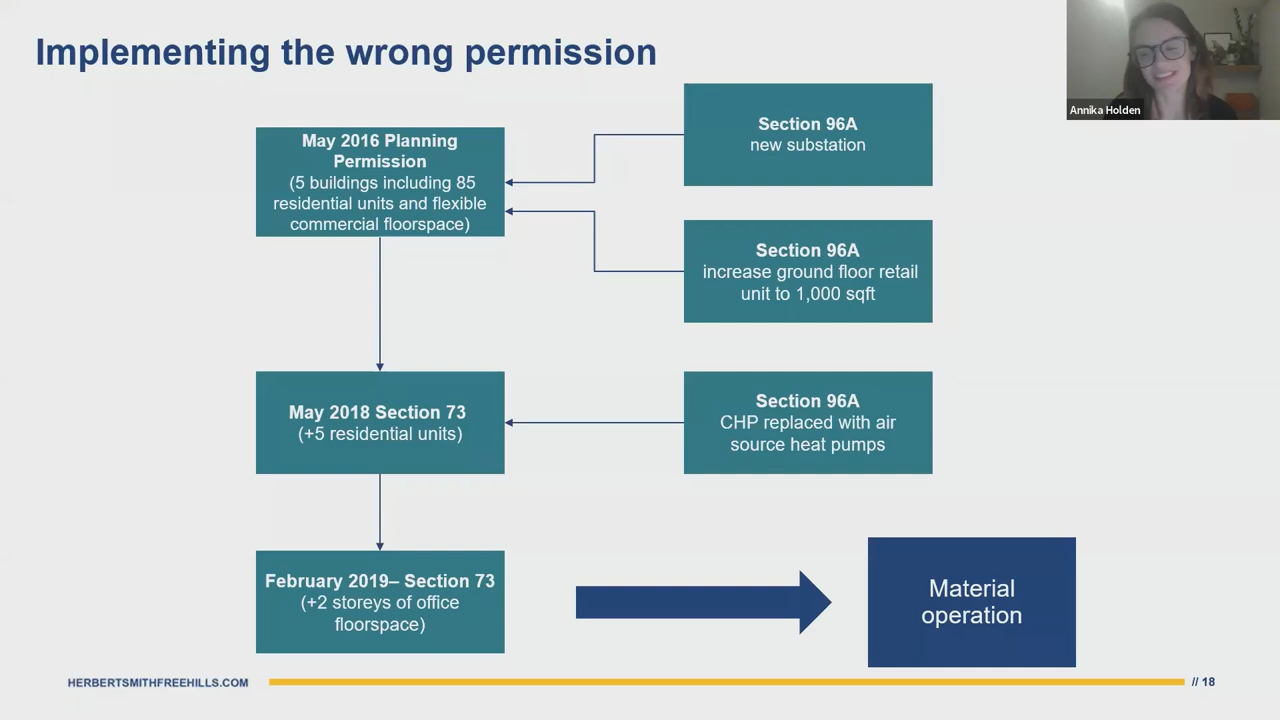 Implementing the wrong permission
Annika Holden
May 2016 Planning
Permission
(5 buildings including 85
residential units and flexible
commercial floorspace)
Section 96A
new substation
Section 96A
increase ground floor retail
unit to 1,000 sqft
May 2018 Section 73
(+5 residential units)
Section 96A
CHP replaced with air
source heat pumps
February 2019– Section 73
(+2 storeys of office
floorspace)
Material
operation
HERBERTSMITHFREEHILLS.COM
// 18